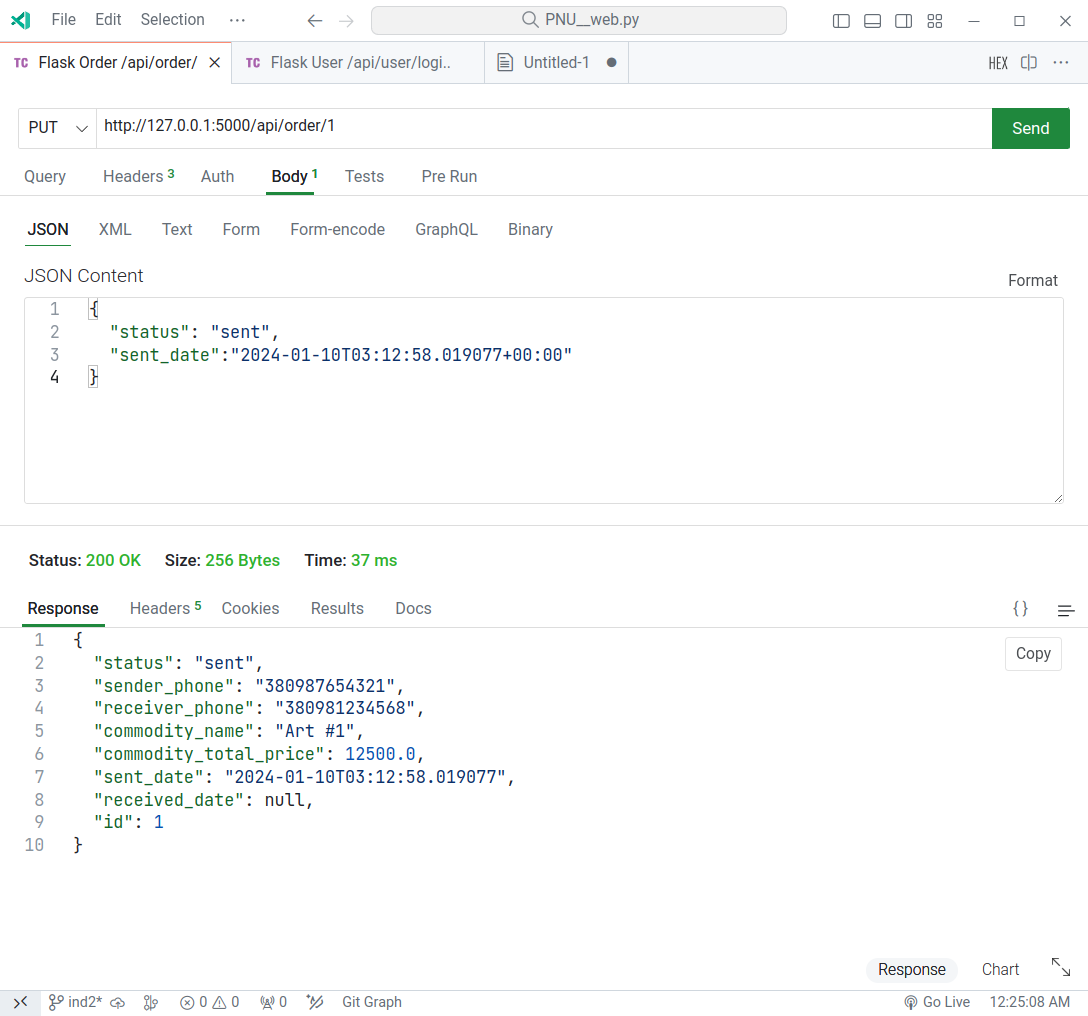 File Edit Selection ··· PNU__web.py
TC Flask Order /api/order/ TC Flask User /api/user/logi.. Untitled-1 HEX ···
PUT http://127.0.0.1:5000/api/order/1 Send
Query Headers 3 Auth Body 1 Tests Pre Run
JSON XML Text Form Form-encode GraphQL Binary
JSON Content
Format
1 {
2 "status": "sent",
3 "sent_date":"2024-01-10T03:12:58.019077+00:00"
4 }
Status: 200 OK Size: 256 Bytes Time: 37 ms
Response Headers 5 Cookies Results Docs {}
1 {
Copy
2 "status": "sent",
3 "sender_phone": "380987654321",
4 "receiver_phone": "380981234568",
5 "commodity_name": "Art #1",
6 "commodity_total_price": 12500.0,
7 "sent_date": "2024-01-10T03:12:58.019077",
8 "received_date": null,
9 "id": 1
10 }
Response Chart
ind2* 0 0 0 Git Graph Go Live 12:25:08 AM